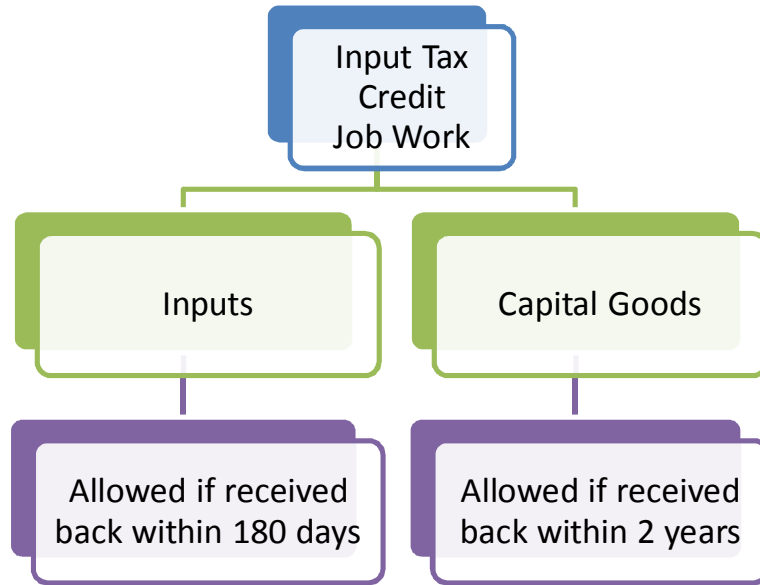 Input Tax
Credit
Job Work
Inputs
Capital Goods
Allowed if received
back within 180 days
Allowed if received
back within 2 years